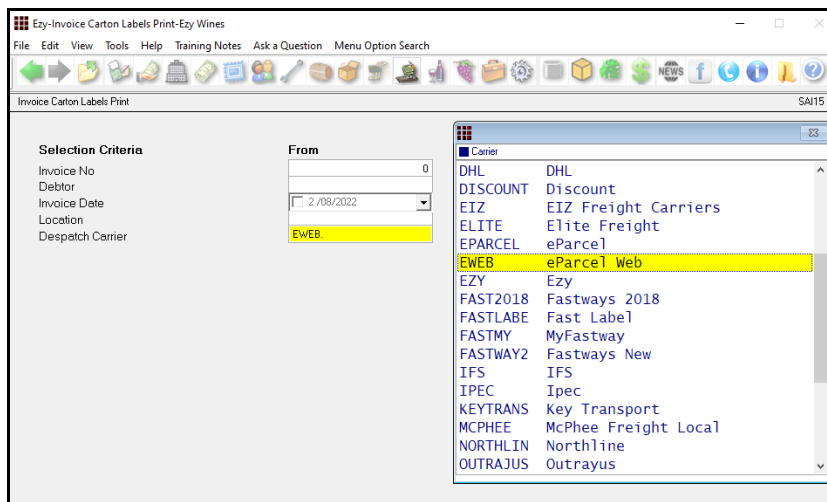 Ezy-Invoice Carton Labels Print-Ezy Wines
File Edit View Tools Help Training Notes Ask a Question Menu Option Search
NEWS f i ?
Invoice Carton Labels Print SAI15
Selection Criteria From
Invoice No 0
Debtor
Invoice Date 2 /08/2022
Location
Despatch Carrier EWEB.
Carrier
DHL DHL
DISCOUNT Discount
EIZ EIZ Freight Carriers
ELITE Elite Freight
EPARCEL eParcel
EWEB eParcel Web
EZY Ezy
FAST2018 Fastways 2018
FASTLABE Fast Label
FASTMY MyFastway
FASTWAY2 Fastways New
IFS IFS
IPEC Ipec
KEYTRANS Key Transport
MCPHEE McPhee Freight Local
NORTHLIN Northline
OUTRAJUS Outrayus